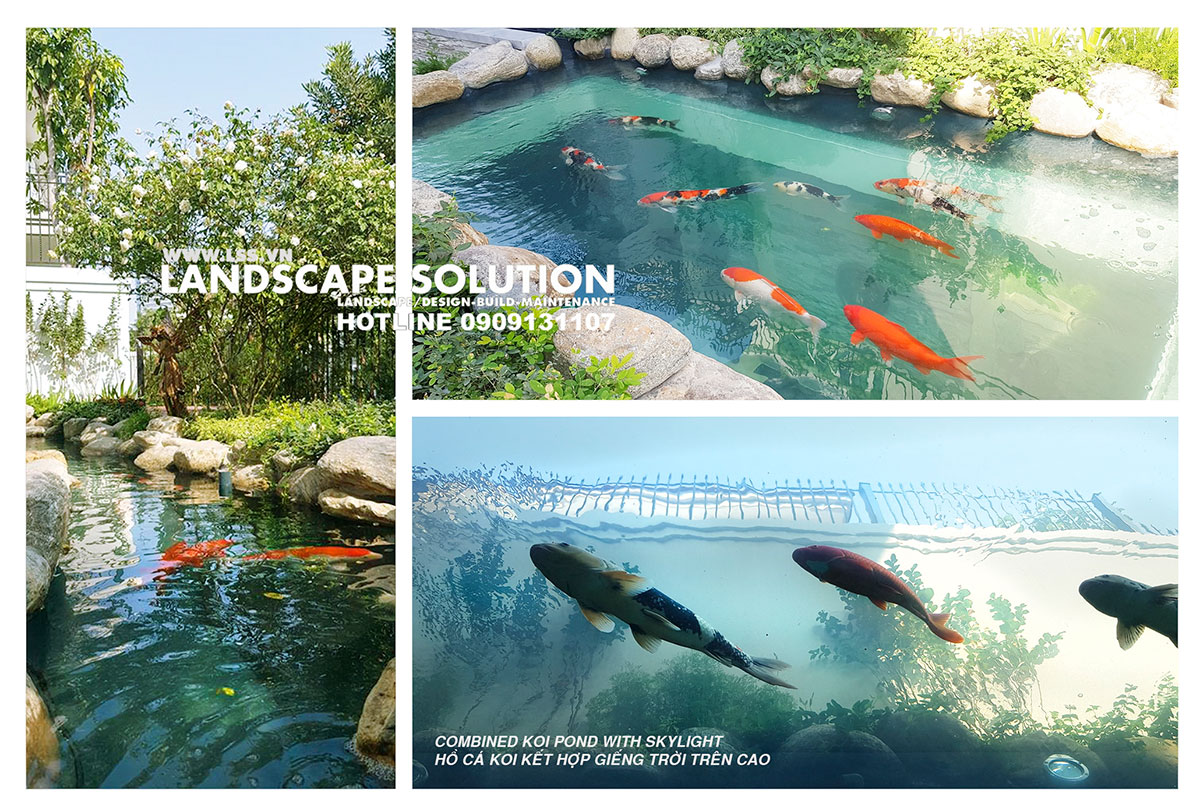 WWW.LSS.VN
LANDSCAPE SOLUTION
LANDSCAPE/DESIGN-BUILD-MAINTENANCE
HOTLINE 0909131107
COMBINED KOI POND WITH SKYLIGHT
HỒ CÁ KOI KẾT HỢP GIẾNG TRỜI TRÊN CAO